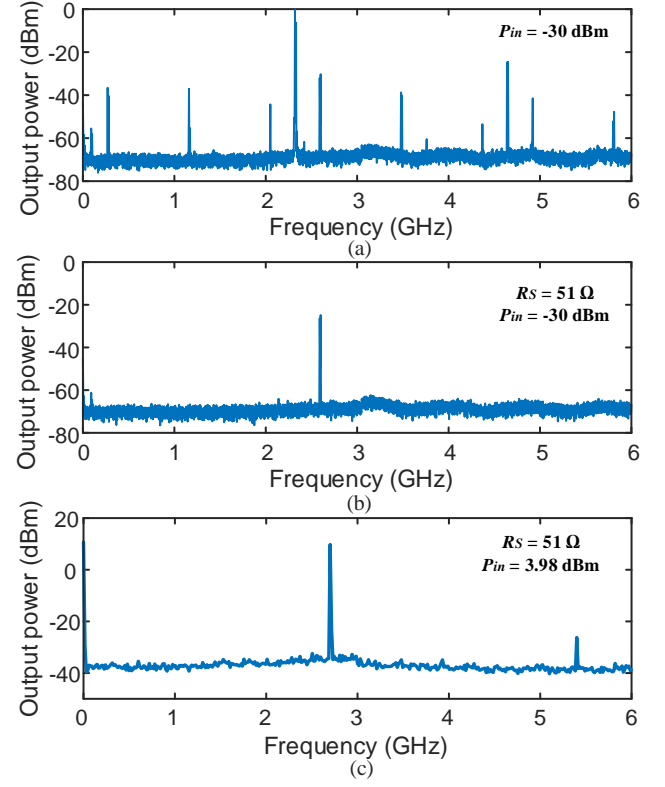 0
-20
-40
-60
-80
Output power (dBm)
Pin = -30 dBm
0 1 2 3 4 5 6
Frequency (GHz)
(a)
0
-20
-40
-60
-80
Output power (dBm)
RS = 51 Ω
Pin = -30 dBm
0 1 2 3 4 5 6
Frequency (GHz)
(b)
20
0
-20
-40
Output power (dBm)
RS = 51 Ω
Pin = 3.98 dBm
0 1 2 3 4 5 6
Frequency (GHz)
(c)